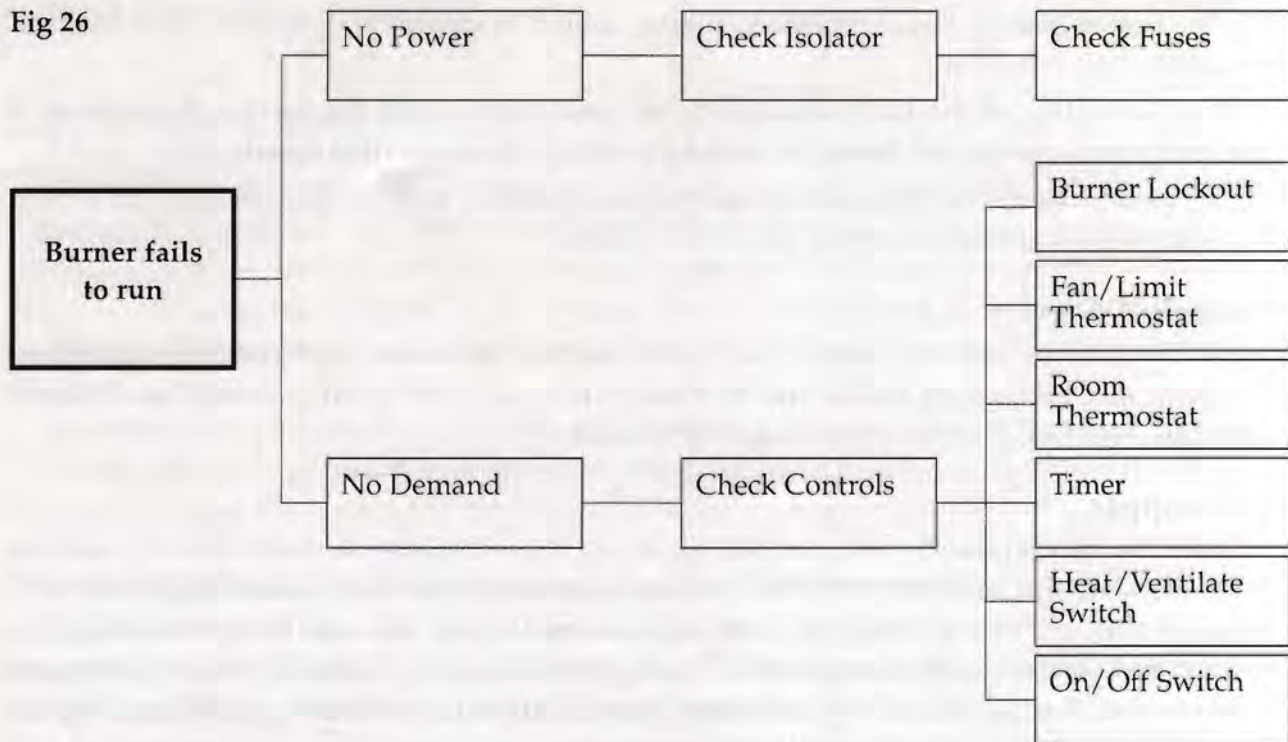 Fig 26
No Power
Check Isolator
Check Fuses
Burner fails
to run
Burner Lockout
Fan/Limit
Thermostat
Room
Thermostat
No Demand
Check Controls
Timer
Heat/Ventilate
Switch
On/Off Switch